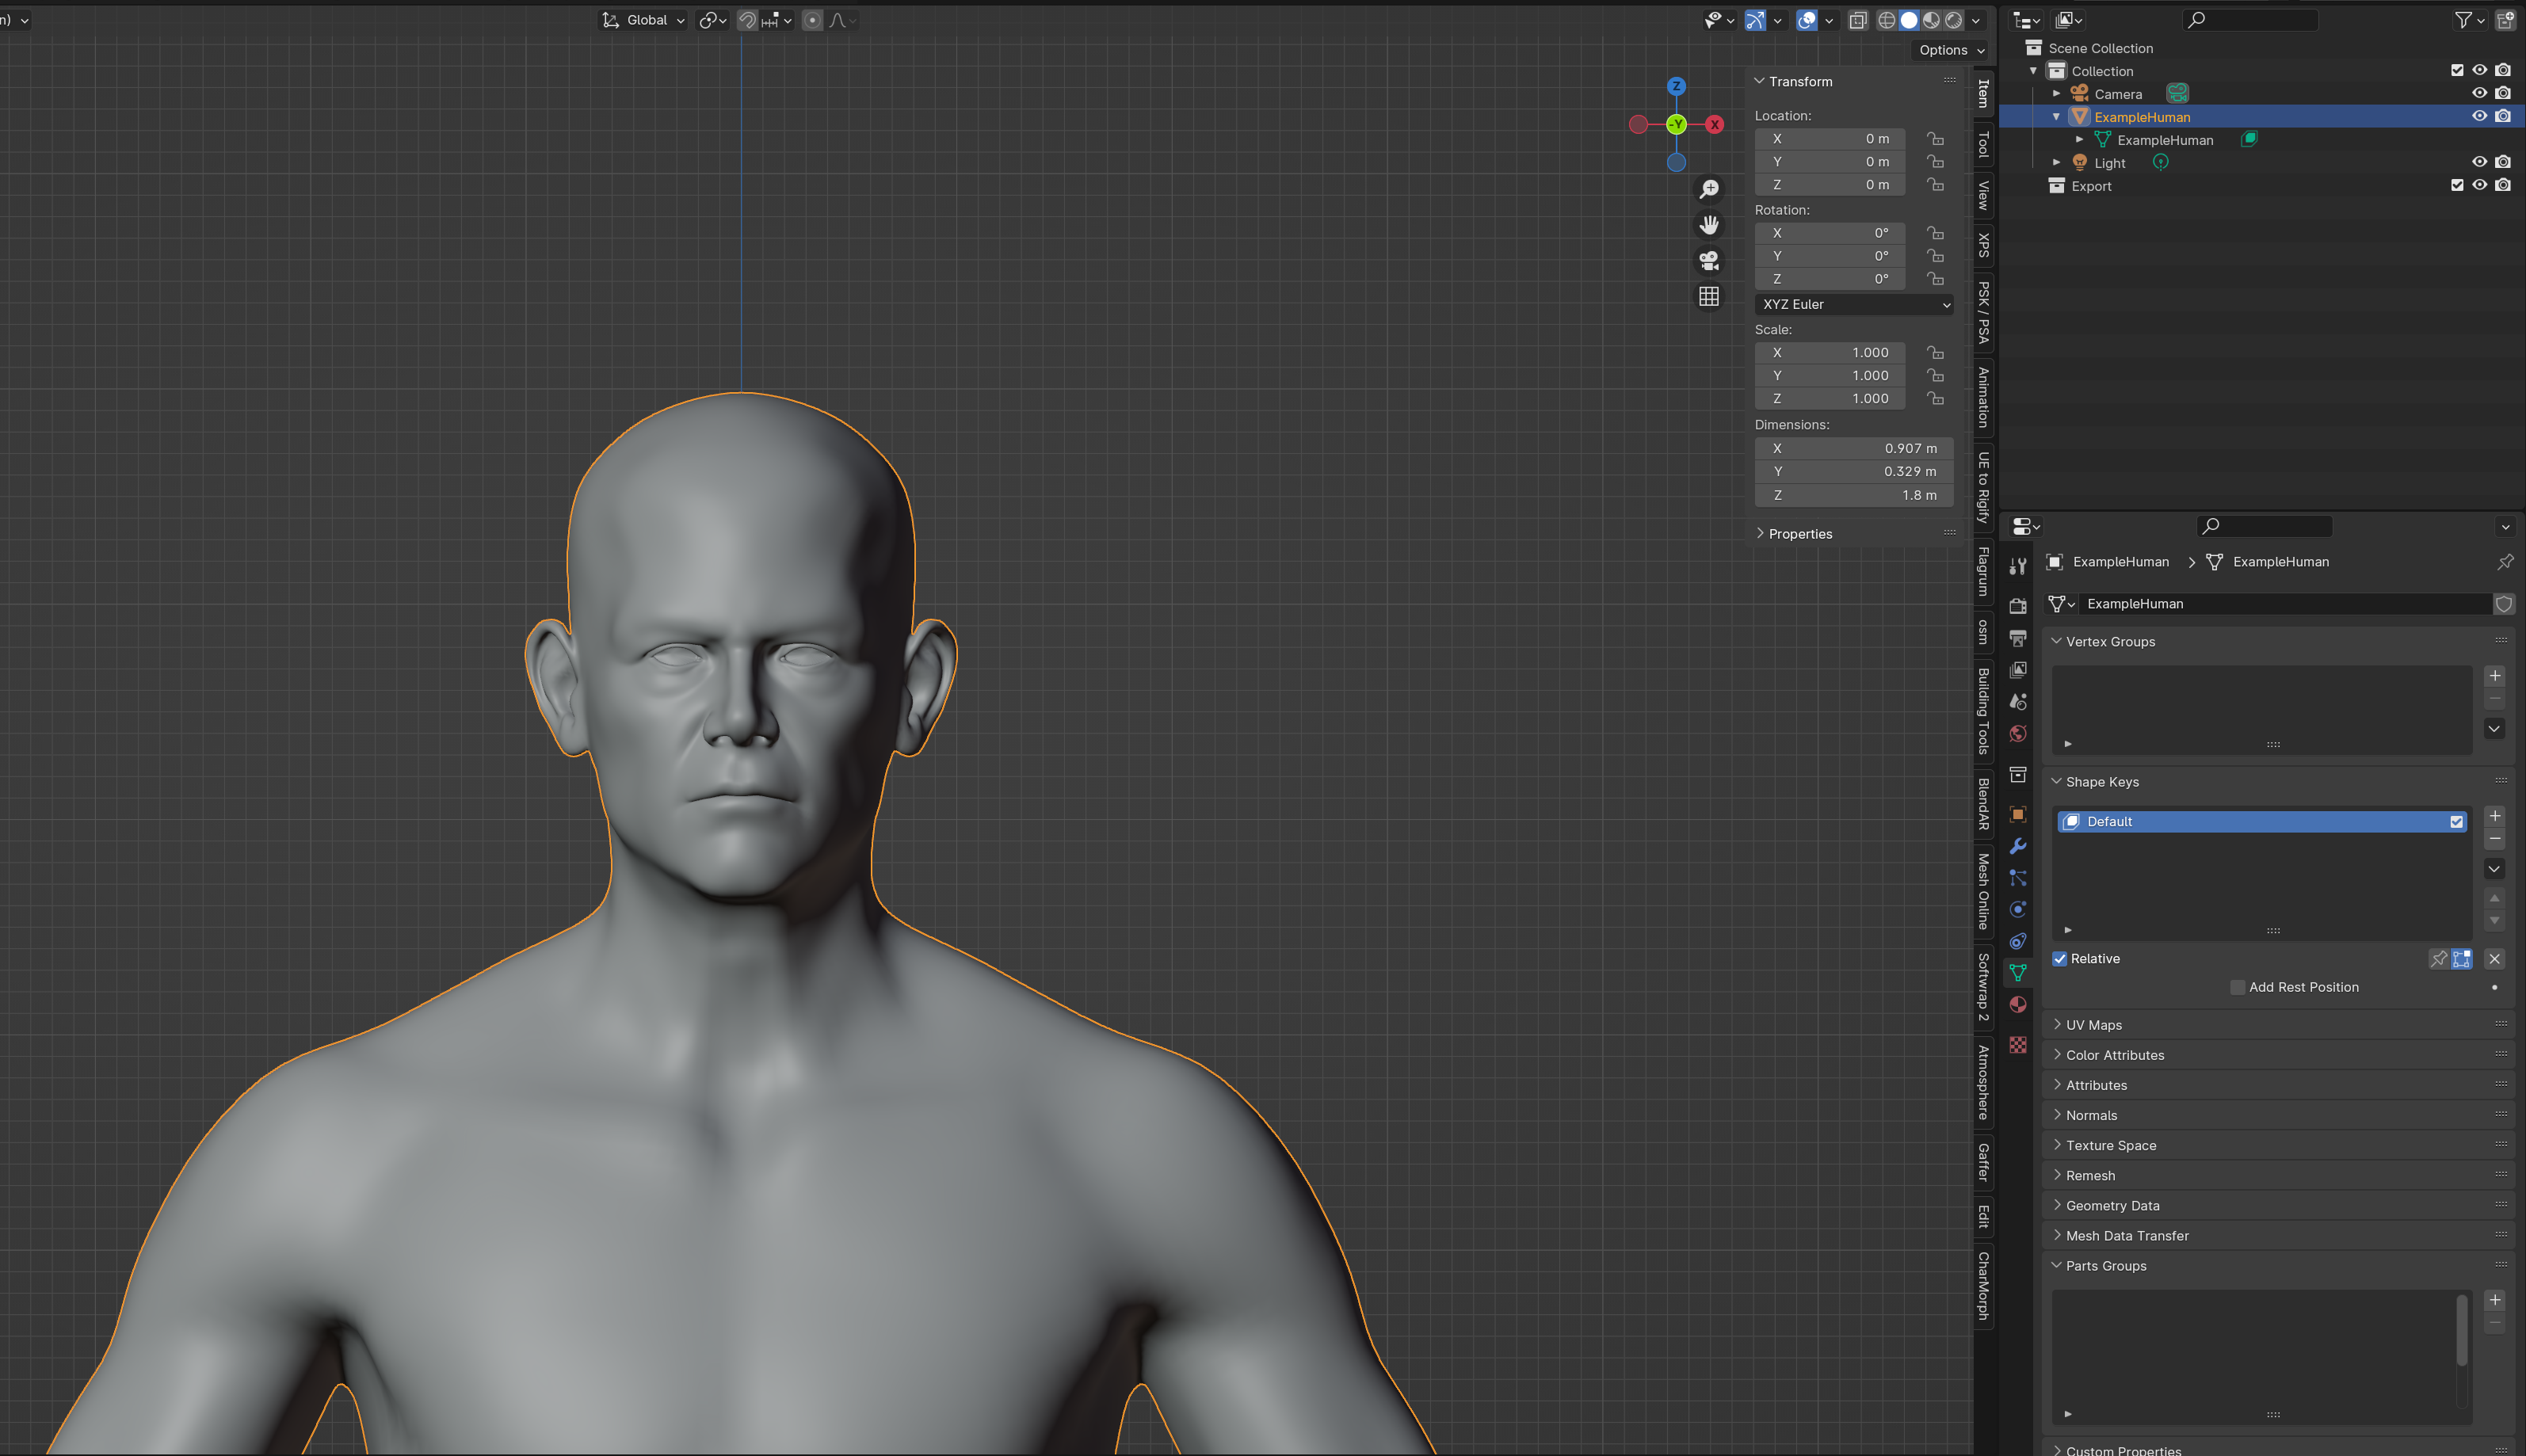 n)
Global
Options
Z
-Y
X
Transform
Location:
X 0 m
Y 0 m
Z 0 m
Rotation:
X 0°
Y 0°
Z 0°
XYZ Euler
Scale:
X 1.000
Y 1.000
Z 1.000
Dimensions:
X 0.907 m
Y 0.329 m
Z 1.8 m
Properties
Item
Tool
View
XPS
PSK / PSA
Animation
UE to Rigify
Flagrum
osm
Building Tools
BlendAR
Mesh Online
Softwrap 2
Atmosphere
Gaffer
Edit
CharMorph
Scene Collection
Collection
Camera
ExampleHuman
ExampleHuman
Light
Export
ExampleHuman > ExampleHuman
ExampleHuman
Vertex Groups
Shape Keys
Default
Relative
Add Rest Position
UV Maps
Color Attributes
Attributes
Normals
Texture Space
Remesh
Geometry Data
Mesh Data Transfer
Parts Groups
Custom Properties